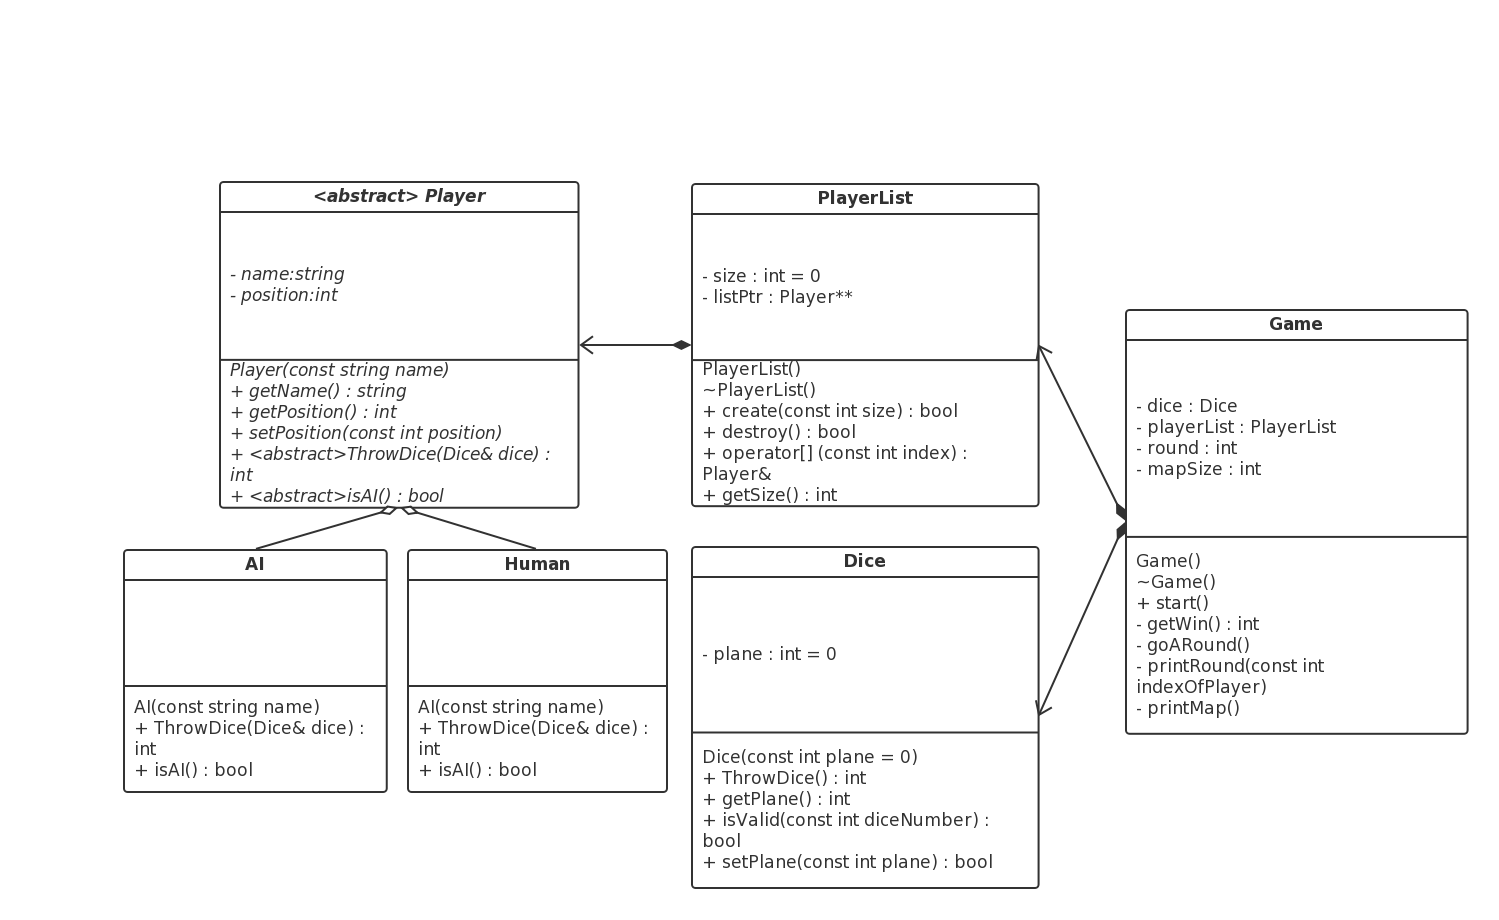 <abstract> Player
- name:string
- position:int
Player(const string name)
+ getName() : string
+ getPosition() : int
+ setPosition(const int position)
+ <abstract>ThrowDice(Dice& dice) :
int
+ <abstract>isAI() : bool
PlayerList
- size : int = 0
- listPtr : Player**
PlayerList()
~PlayerList()
+ create(const int size) : bool
+ destroy() : bool
+ operator[] (const int index) :
Player&
+ getSize() : int
Game
- dice : Dice
- playerList : PlayerList
- round : int
- mapSize : int
Game()
~Game()
+ start()
- getWin() : int
- goARound()
- printRound(const int
indexOfPlayer)
- printMap()
AI
AI(const string name)
+ ThrowDice(Dice& dice) :
int
+ isAI() : bool
Human
AI(const string name)
+ ThrowDice(Dice& dice) :
int
+ isAI() : bool
Dice
- plane : int = 0
Dice(const int plane = 0)
+ ThrowDice() : int
+ getPlane() : int
+ isValid(const int diceNumber) :
bool
+ setPlane(const int plane) : bool